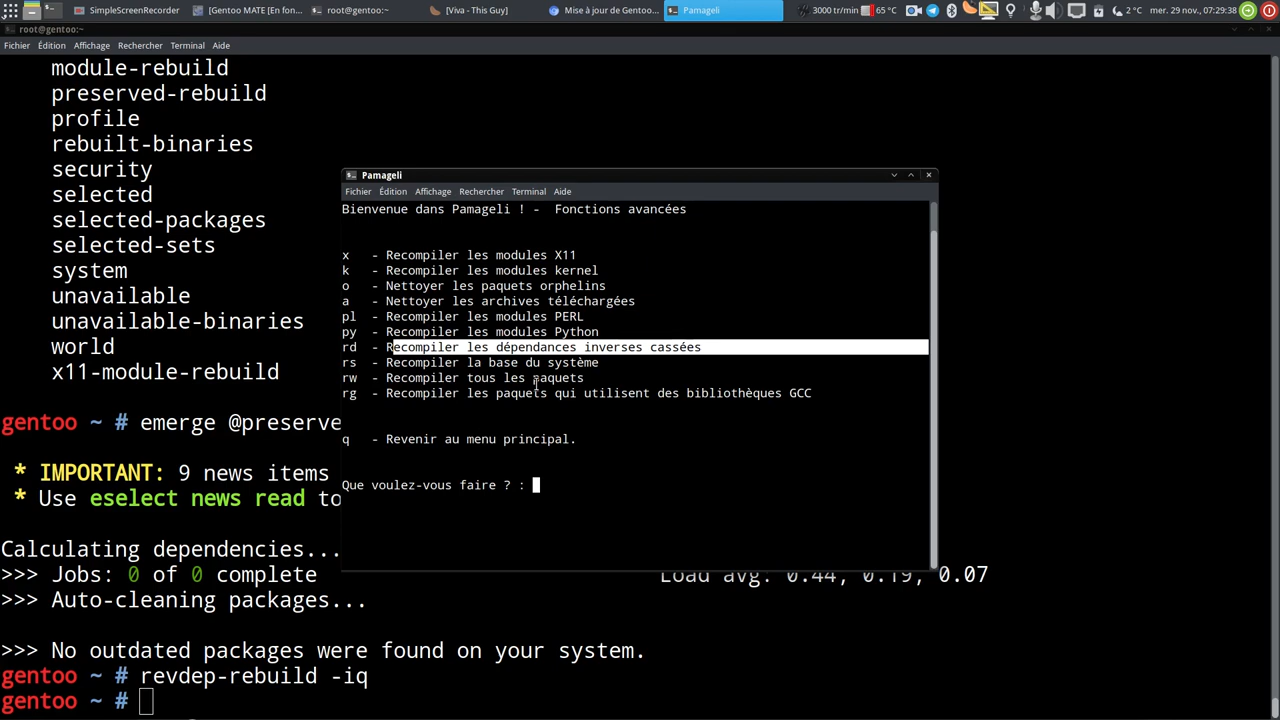 SimpleScreenRecorder
[Gentoo MATE [En fon...
root@gentoo:~
[Viva - This Guy]
Mise à jour de Gentoo...
Pamageli
3000 tr/min
65 °C
2 °C
mer. 29 nov., 07:29:38
root@gentoo:~
Fichier Édition Affichage Rechercher Terminal Aide
module-rebuild
preserved-rebuild
profile
rebuilt-binaries
security
selected
selected-packages
selected-sets
system
unavailable
unavailable-binaries
world
x11-module-rebuild
gentoo ~ # emerge @preserve
* IMPORTANT: 9 news items
* Use eselect news read to
Calculating dependencies...
>>> Jobs: 0 of 0 complete Load avg: 0.44, 0.19, 0.07
>>> Auto-cleaning packages...
>>> No outdated packages were found on your system.
gentoo ~ # revdep-rebuild -iq
gentoo ~ #
Pamageli
Fichier Édition Affichage Rechercher Terminal Aide
Bienvenue dans Pamageli ! - Fonctions avancées
x - Recompiler les modules X11
k - Recompiler les modules kernel
o - Nettoyer les paquets orphelins
a - Nettoyer les archives téléchargées
pl - Recompiler les modules PERL
py - Recompiler les modules Python
rd - Recompiler les dépendances inverses cassées
rs - Recompiler la base du système
rw - Recompiler tous les paquets
rg - Recompiler les paquets qui utilisent des bibliothèques GCC
q - Revenir au menu principal.
Que voulez-vous faire ? :